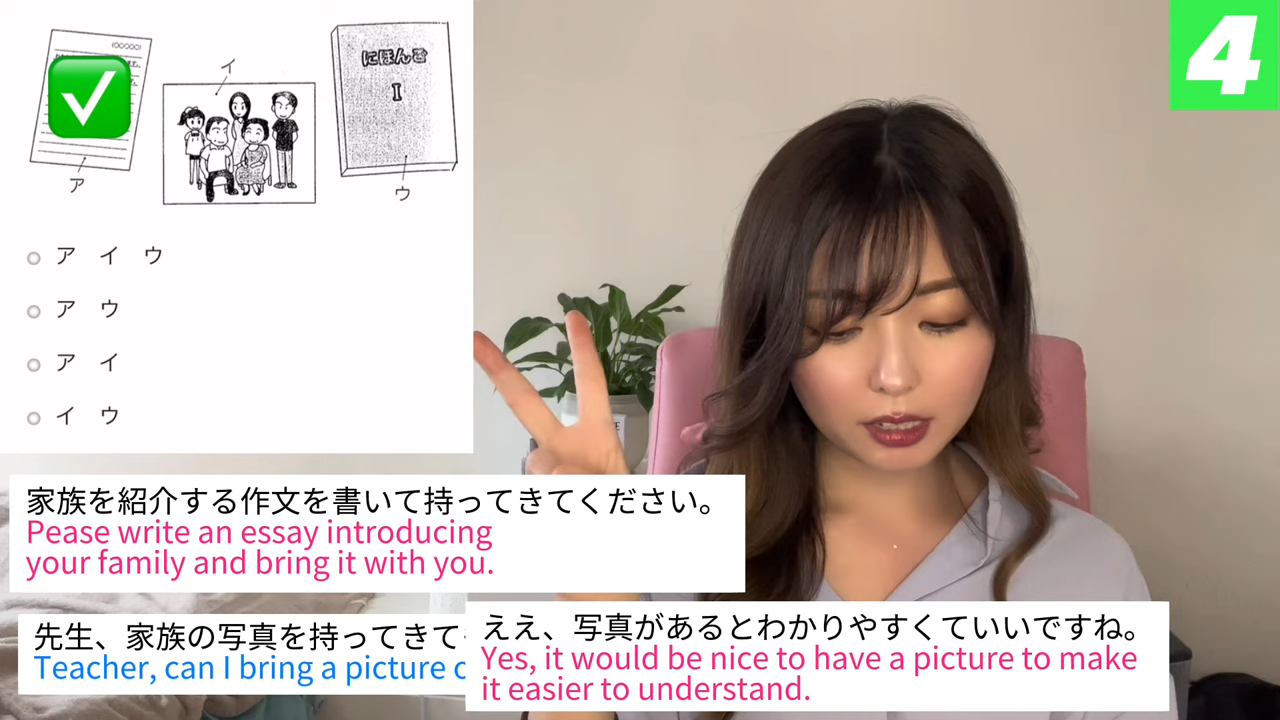 4
ア
イ
にほんご
I
ウ
ア イ ウ
ア ウ
ア イ
イ ウ
家族を紹介する作文を書いて持ってきてください。
Pease write an essay introducing
your family and bring it with you.
先生、家族の写真を持ってきて
Teacher, can I bring a picture
ええ、写真があるとわかりやすくていいですね。
Yes, it would be nice to have a picture to make
it easier to understand.